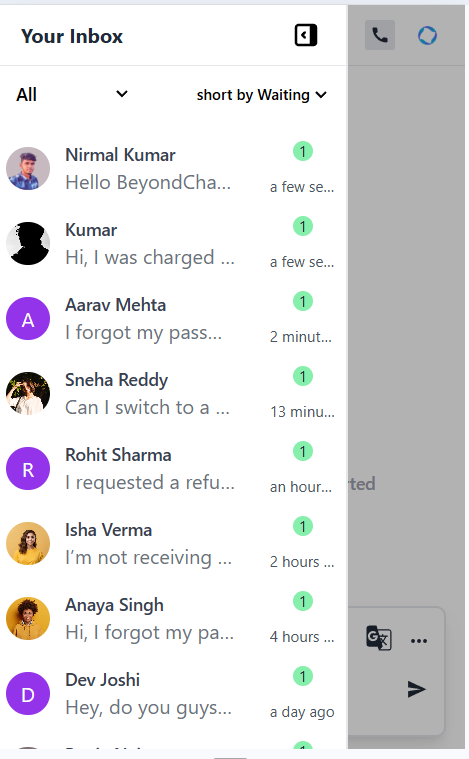 Your Inbox
All
short by Waiting
Nirmal Kumar
1
Hello BeyondCha...
a few se...
Kumar
1
Hi, I was charged ...
a few se...
A
Aarav Mehta
1
I forgot my pass...
2 minut...
Sneha Reddy
1
Can I switch to a ...
13 minu...
R
Rohit Sharma
1
I requested a refu...
an hour...
rted
Isha Verma
1
I’m not receiving ...
2 hours ...
Anaya Singh
1
Hi, I forgot my pa...
4 hours ...
D
Dev Joshi
1
Hey, do you guys...
a day ago